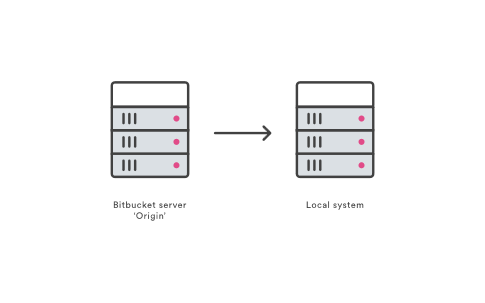 Bitbucket server
'Origin'
Local system